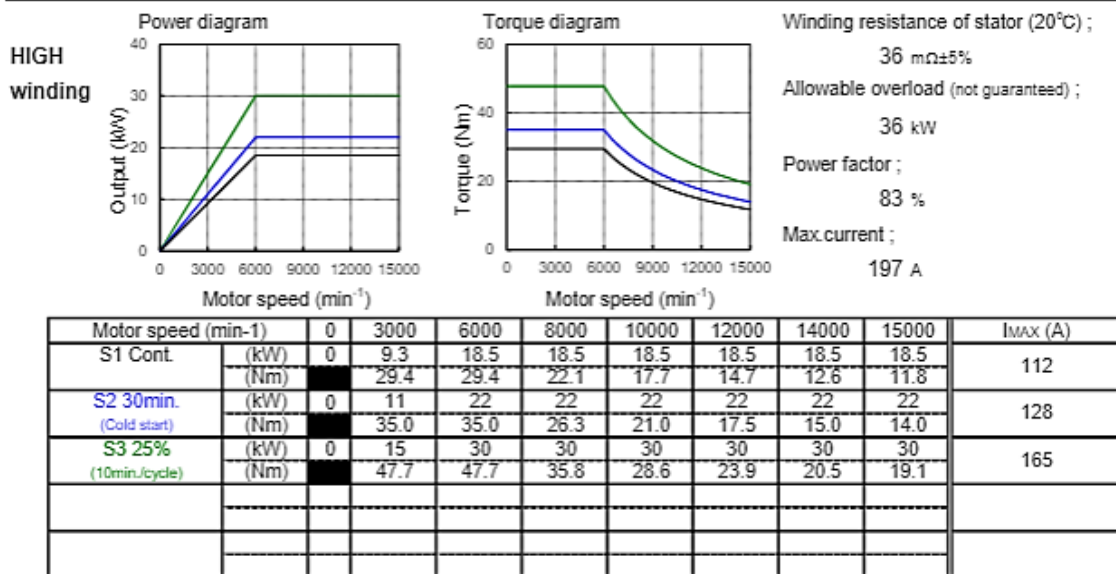 Power diagram
Torque diagram
Winding resistance of stator (20℃) ;
HIGH
winding
36 mΩ±5%
Allowable overload (not guaranteed) ;
36 kW
Power factor ;
83 %
Max.current ;
197 A
Output (kW)
40
30
20
10
0
0 3000 6000 9000 12000 15000
Motor speed (min⁻¹)
Torque (Nm)
60
40
20
0
0 3000 6000 9000 12000 15000
Motor speed (min⁻¹)
Motor speed (min-1) 0 3000 6000 8000 10000 12000 14000 15000 IMAX (A)
S1 Cont. (kW) 0 9.3 18.5 18.5 18.5 18.5 18.5 18.5 112
(Nm) 29.4 29.4 22.1 17.7 14.7 12.6 11.8
S2 30min. (kW) 0 11 22 22 22 22 22 22 128
(Cold start) (Nm) 35.0 35.0 26.3 21.0 17.5 15.0 14.0
S3 25% (kW) 0 15 30 30 30 30 30 30 165
(10min./cycle) (Nm) 47.7 47.7 35.8 28.6 23.9 20.5 19.1